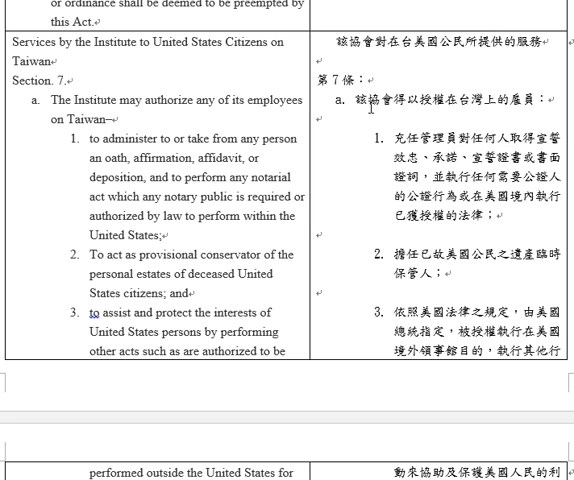 or ordinance shall be deemed to be preempted by
this Act.
Services by the Institute to United States Citizens on
Taiwan
Section. 7.
a. The Institute may authorize any of its employees
on Taiwan–
1. to administer to or take from any person
an oath, affirmation, affidavit, or
deposition, and to perform any notarial
act which any notary public is required or
authorized by law to perform within the
United States;
2. To act as provisional conservator of the
personal estates of deceased United
States citizens; and
3. to assist and protect the interests of
United States persons by performing
other acts such as are authorized to be
performed outside the United States for
該協會對在台美國公民所提供的服務
第 7 條：
a. 該協會得以授權在台灣上的雇員：
1. 充任管理員對任何人取得宣誓
效忠、承諾、宣誓證書或書面
證詞，並執行任何需要公證人
的公證行為或在美國境內執行
已獲授權的法律；
2. 擔任已故美國公民之遺產臨時
保管人；
3. 依照美國法律之規定，由美國
總統指定，被授權執行在美國
境外領事館目的，執行其他行
動來協助及保護美國人民的利